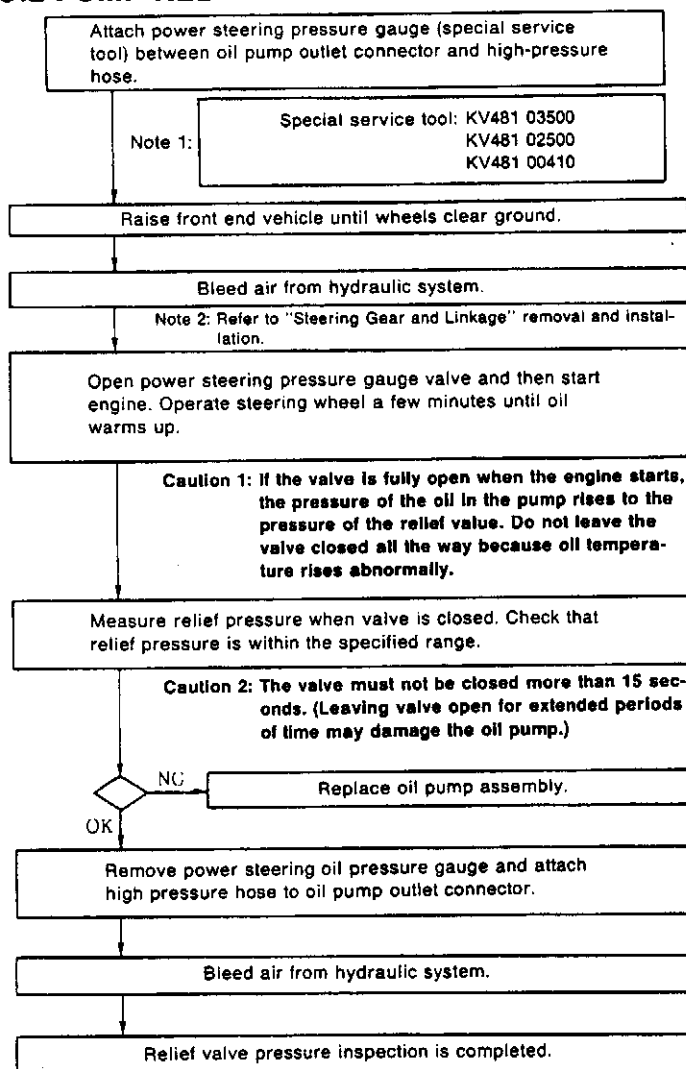 Attach power steering pressure gauge (special service
tool) between oil pump outlet connector and high-pressure
hose.
Note 1:
Special service tool: KV481 03500
KV481 02500
KV481 00410
Raise front end vehicle until wheels clear ground.
Bleed air from hydraulic system.
Note 2: Refer to "Steering Gear and Linkage" removal and instal-
lation.
Open power steering pressure gauge valve and then start
engine. Operate steering wheel a few minutes until oil
warms up.
Caution 1: If the valve is fully open when the engine starts,
the pressure of the oil in the pump rises to the
pressure of the relief value. Do not leave the
valve closed all the way because oil tempera-
ture rises abnormally.
Measure relief pressure when valve is closed. Check that
relief pressure is within the specified range.
Caution 2: The valve must not be closed more than 15 sec-
onds. (Leaving valve open for extended periods
of time may damage the oil pump.)
NG
Replace oil pump assembly.
OK
Remove power steering oil pressure gauge and attach
high pressure hose to oil pump outlet connector.
Bleed air from hydraulic system.
Relief valve pressure inspection is completed.